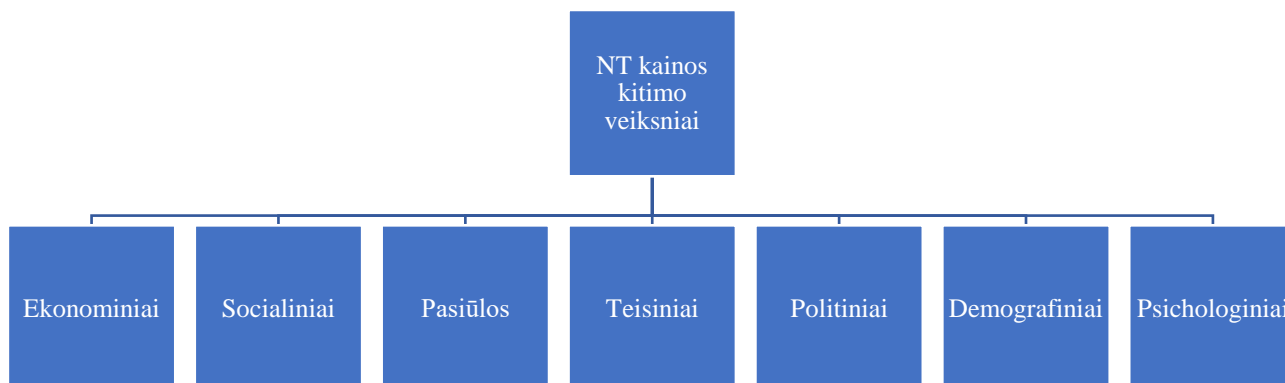 NT kainos
kitimo
veiksniai
Ekonominiai
Socialiniai
Pasiūlos
Teisiniai
Politiniai
Demografiniai
Psichologiniai